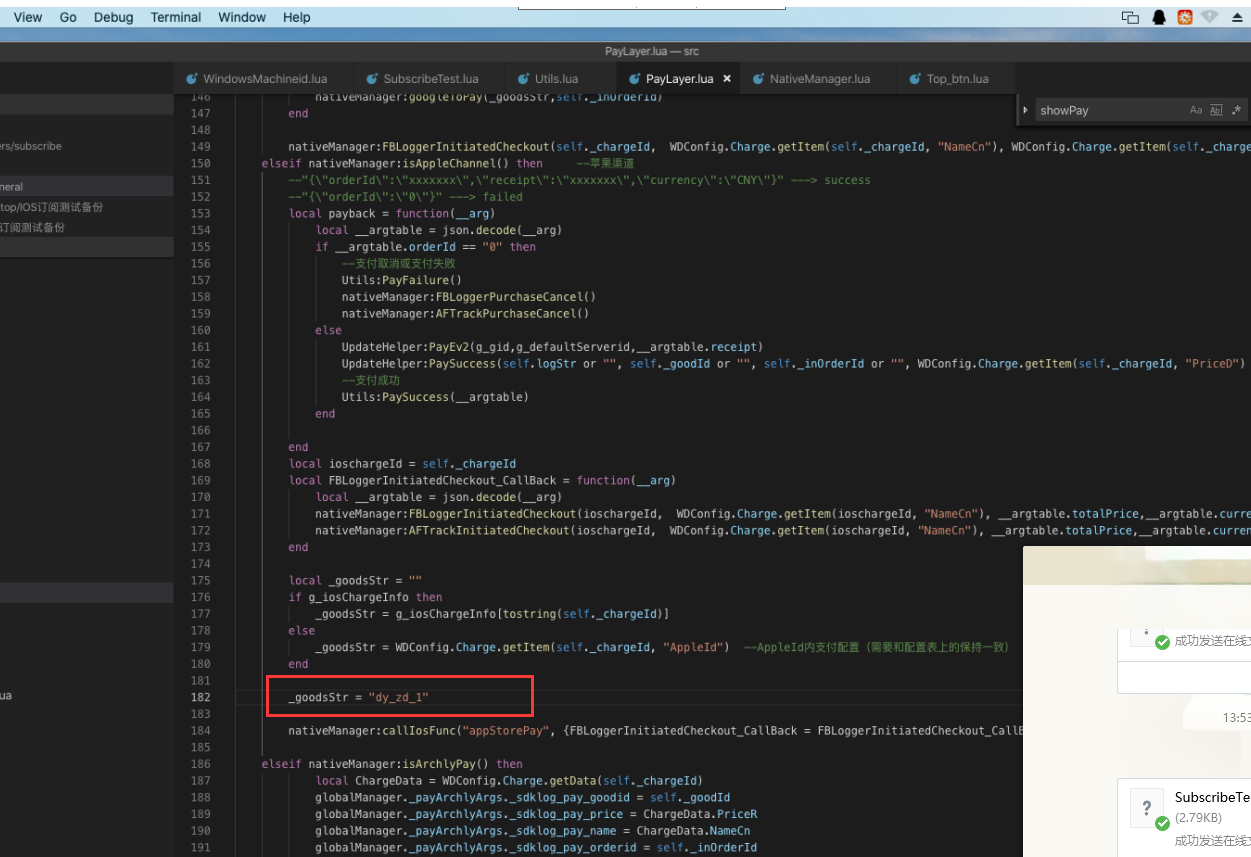 View Go Debug Terminal Window Help
PayLayer.lua — src
WindowsMachineid.lua SubscribeTest.lua Utils.lua PayLayer.lua × NativeManager.lua Top_btn.lua
showPay Aa Abl .*
ers/subscribe
neral
top/IOS订阅测试备份
订阅测试备份
ua
146 nativeManager:googleToPay(_goodsStr,self._inOrderId)
147 end
148
149 nativeManager:FBLoggerInitiatedCheckout(self._chargeId, WDConfig.Charge.getItem(self._chargeId, "NameCn"), WDConfig.Charge.getItem(self._charge
150 elseif nativeManager:isAppleChannel() then --苹果渠道
151 --"{\"orderId\":\"xxxxxxx\",\"receipt\":\"xxxxxxx\",\"currency\":\"CNY\"}" ---> success
152 --"{\"orderId\":\"0\"}" ---> failed
153 local payback = function(__arg)
154 local __argtable = json.decode(__arg)
155 if __argtable.orderId == "0" then
156 --支付取消或支付失败
157 Utils:PayFailure()
158 nativeManager:FBLoggerPurchaseCancel()
159 nativeManager:AFTrackPurchaseCancel()
160 else
161 UpdateHelper:PayEv2(g_gid,g_defaultServerid,__argtable.receipt)
162 UpdateHelper:PaySuccess(self.logStr or "", self._goodId or "", self._inOrderId or "", WDConfig.Charge.getItem(self._chargeId, "PriceD")
163 --支付成功
164 Utils:PaySuccess(__argtable)
165 end
166
167 end
168 local ioschargeId = self._chargeId
169 local FBLoggerInitiatedCheckout_CallBack = function(__arg)
170 local __argtable = json.decode(__arg)
171 nativeManager:FBLoggerInitiatedCheckout(ioschargeId, WDConfig.Charge.getItem(ioschargeId, "NameCn"), __argtable.totalPrice,__argtable.curre
172 nativeManager:AFTrackInitiatedCheckout(ioschargeId, WDConfig.Charge.getItem(ioschargeId, "NameCn"), __argtable.totalPrice,__argtable.curren
173 end
174
175 local _goodsStr = ""
176 if g_iosChargeInfo then
177 _goodsStr = g_iosChargeInfo[tostring(self._chargeId)]
178 else
179 _goodsStr = WDConfig.Charge.getItem(self._chargeId, "AppleId") --AppleId内支付配置（需要和配置表上的保持一致）
180 end
181
182 _goodsStr = "dy_zd_1"
183
184 nativeManager:callIosFunc("appStorePay", {FBLoggerInitiatedCheckout_CallBack = FBLoggerInitiatedCheckout_CallB
185
186 elseif nativeManager:isArchlyPay() then
187 local ChargeData = WDConfig.Charge.getData(self._chargeId)
188 globalManager._payArchlyArgs._sdklog_pay_goodid = self._goodId
189 globalManager._payArchlyArgs._sdklog_pay_price = ChargeData.PriceR
190 globalManager._payArchlyArgs._sdklog_pay_name = ChargeData.NameCn
191 globalManager._payArchlyArgs._sdklog_pay_orderid = self._inOrderId
成功发送在线文
13:53
SubscribeTe
(2.79KB)
成功发送在线文